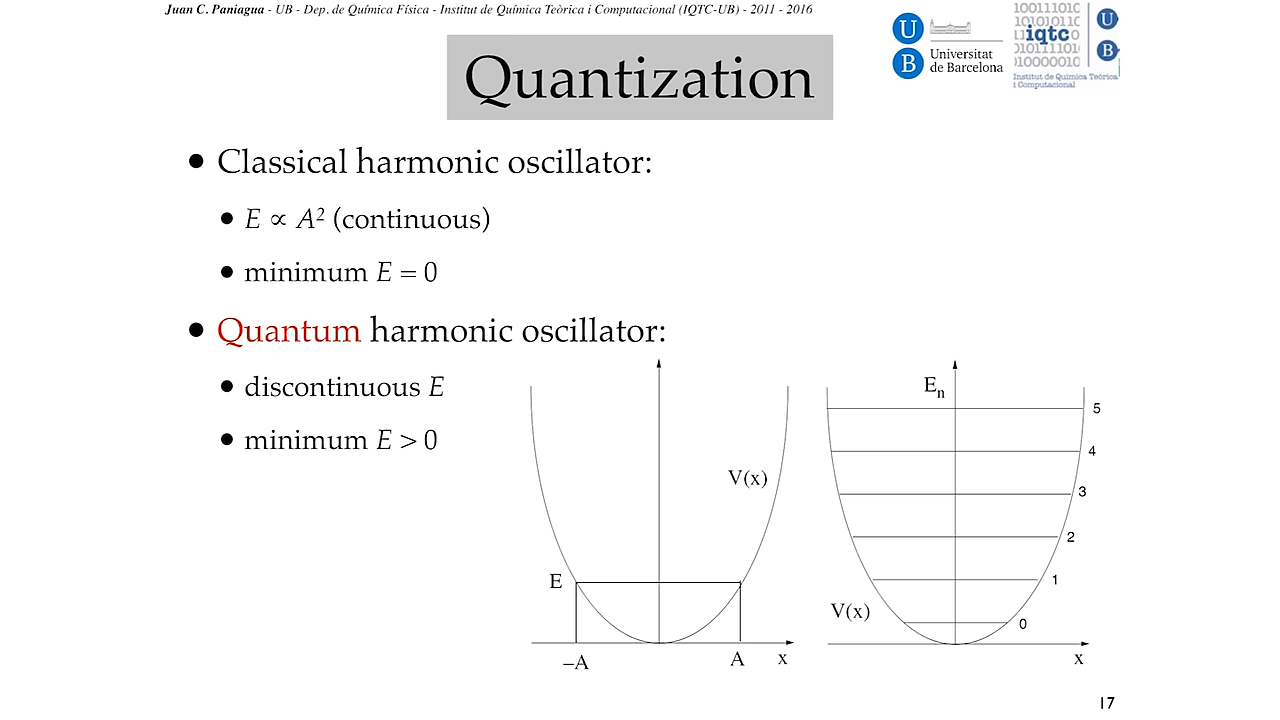 Juan C. Paniagua - UB - Dep. de Química Física - Institut de Química Teòrica i Computacional (IQTC-UB) - 2011 - 2016
U
B
Universitat
de Barcelona
iqtc
U
B
Institut de Química Teòrica
i Computacional
Quantization
• Classical harmonic oscillator:
• E ∝ A² (continuous)
• minimum E = 0
• Quantum harmonic oscillator:
• discontinuous E
• minimum E > 0
V(x)
E
–A
A
x
En
5
4
3
2
1
0
V(x)
x
17